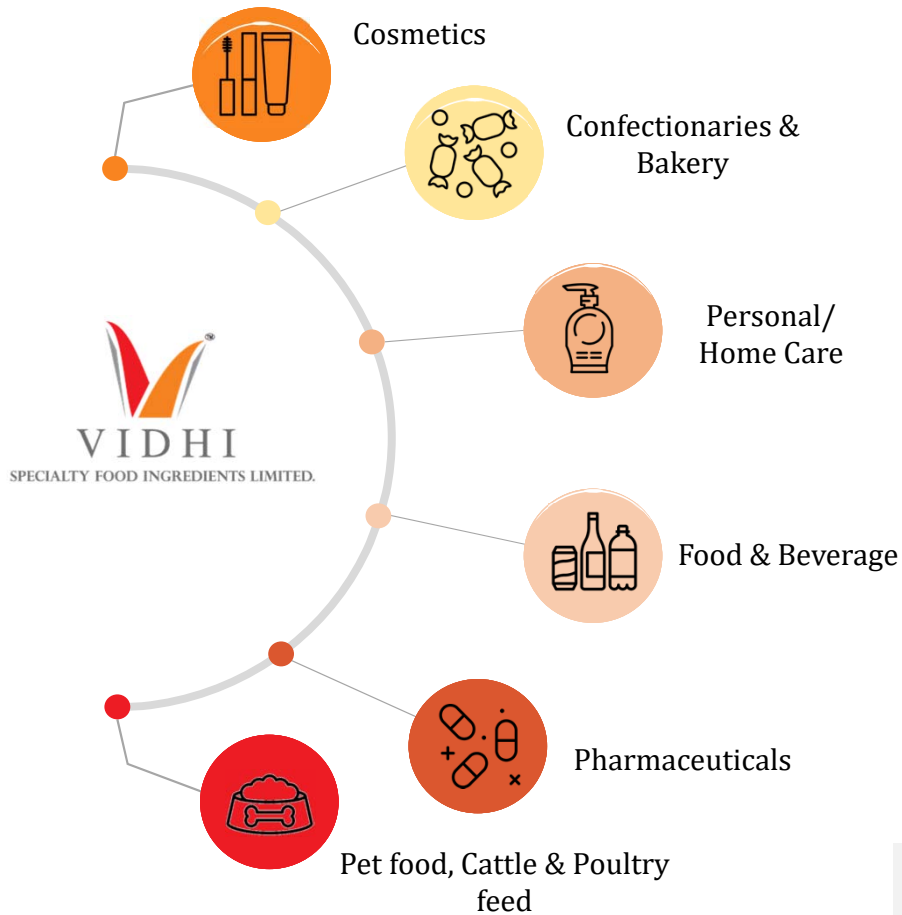 Cosmetics
Confectionaries &
Bakery
Personal/
Home Care
VIDHI
SPECIALTY FOOD INGREDIENTS LIMITED.
Food & Beverage
Pharmaceuticals
Pet food, Cattle & Poultry
feed